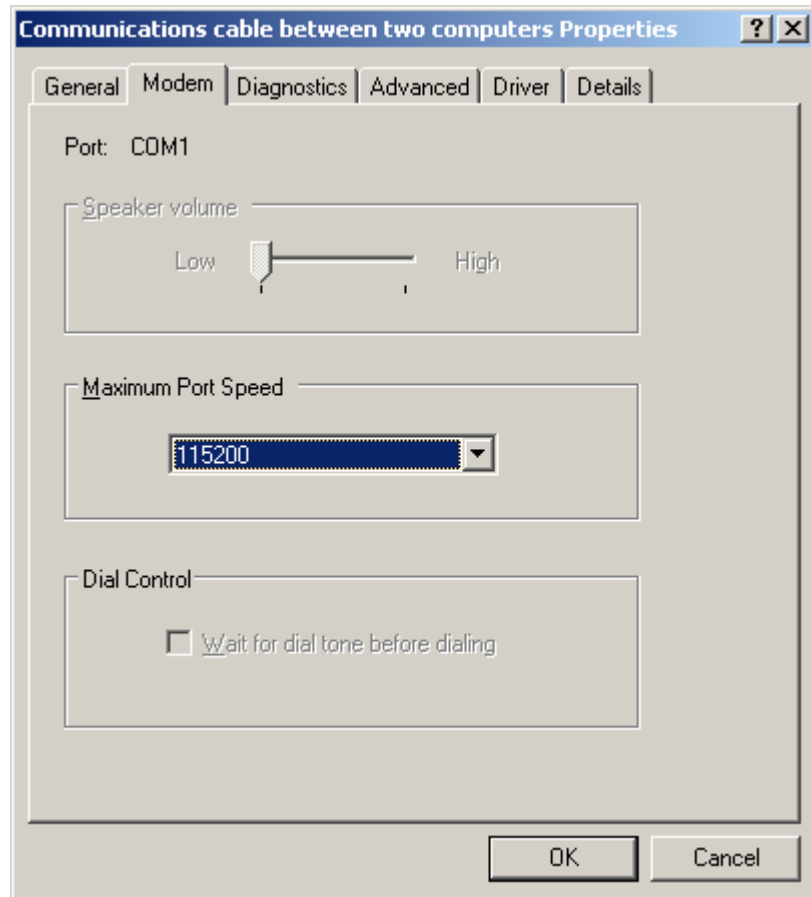 Communications cable between two computers Properties
General Modem Diagnostics Advanced Driver Details
Port: COM1
Speaker volume
Low High
Maximum Port Speed
115200
Dial Control
Wait for dial tone before dialing
OK Cancel